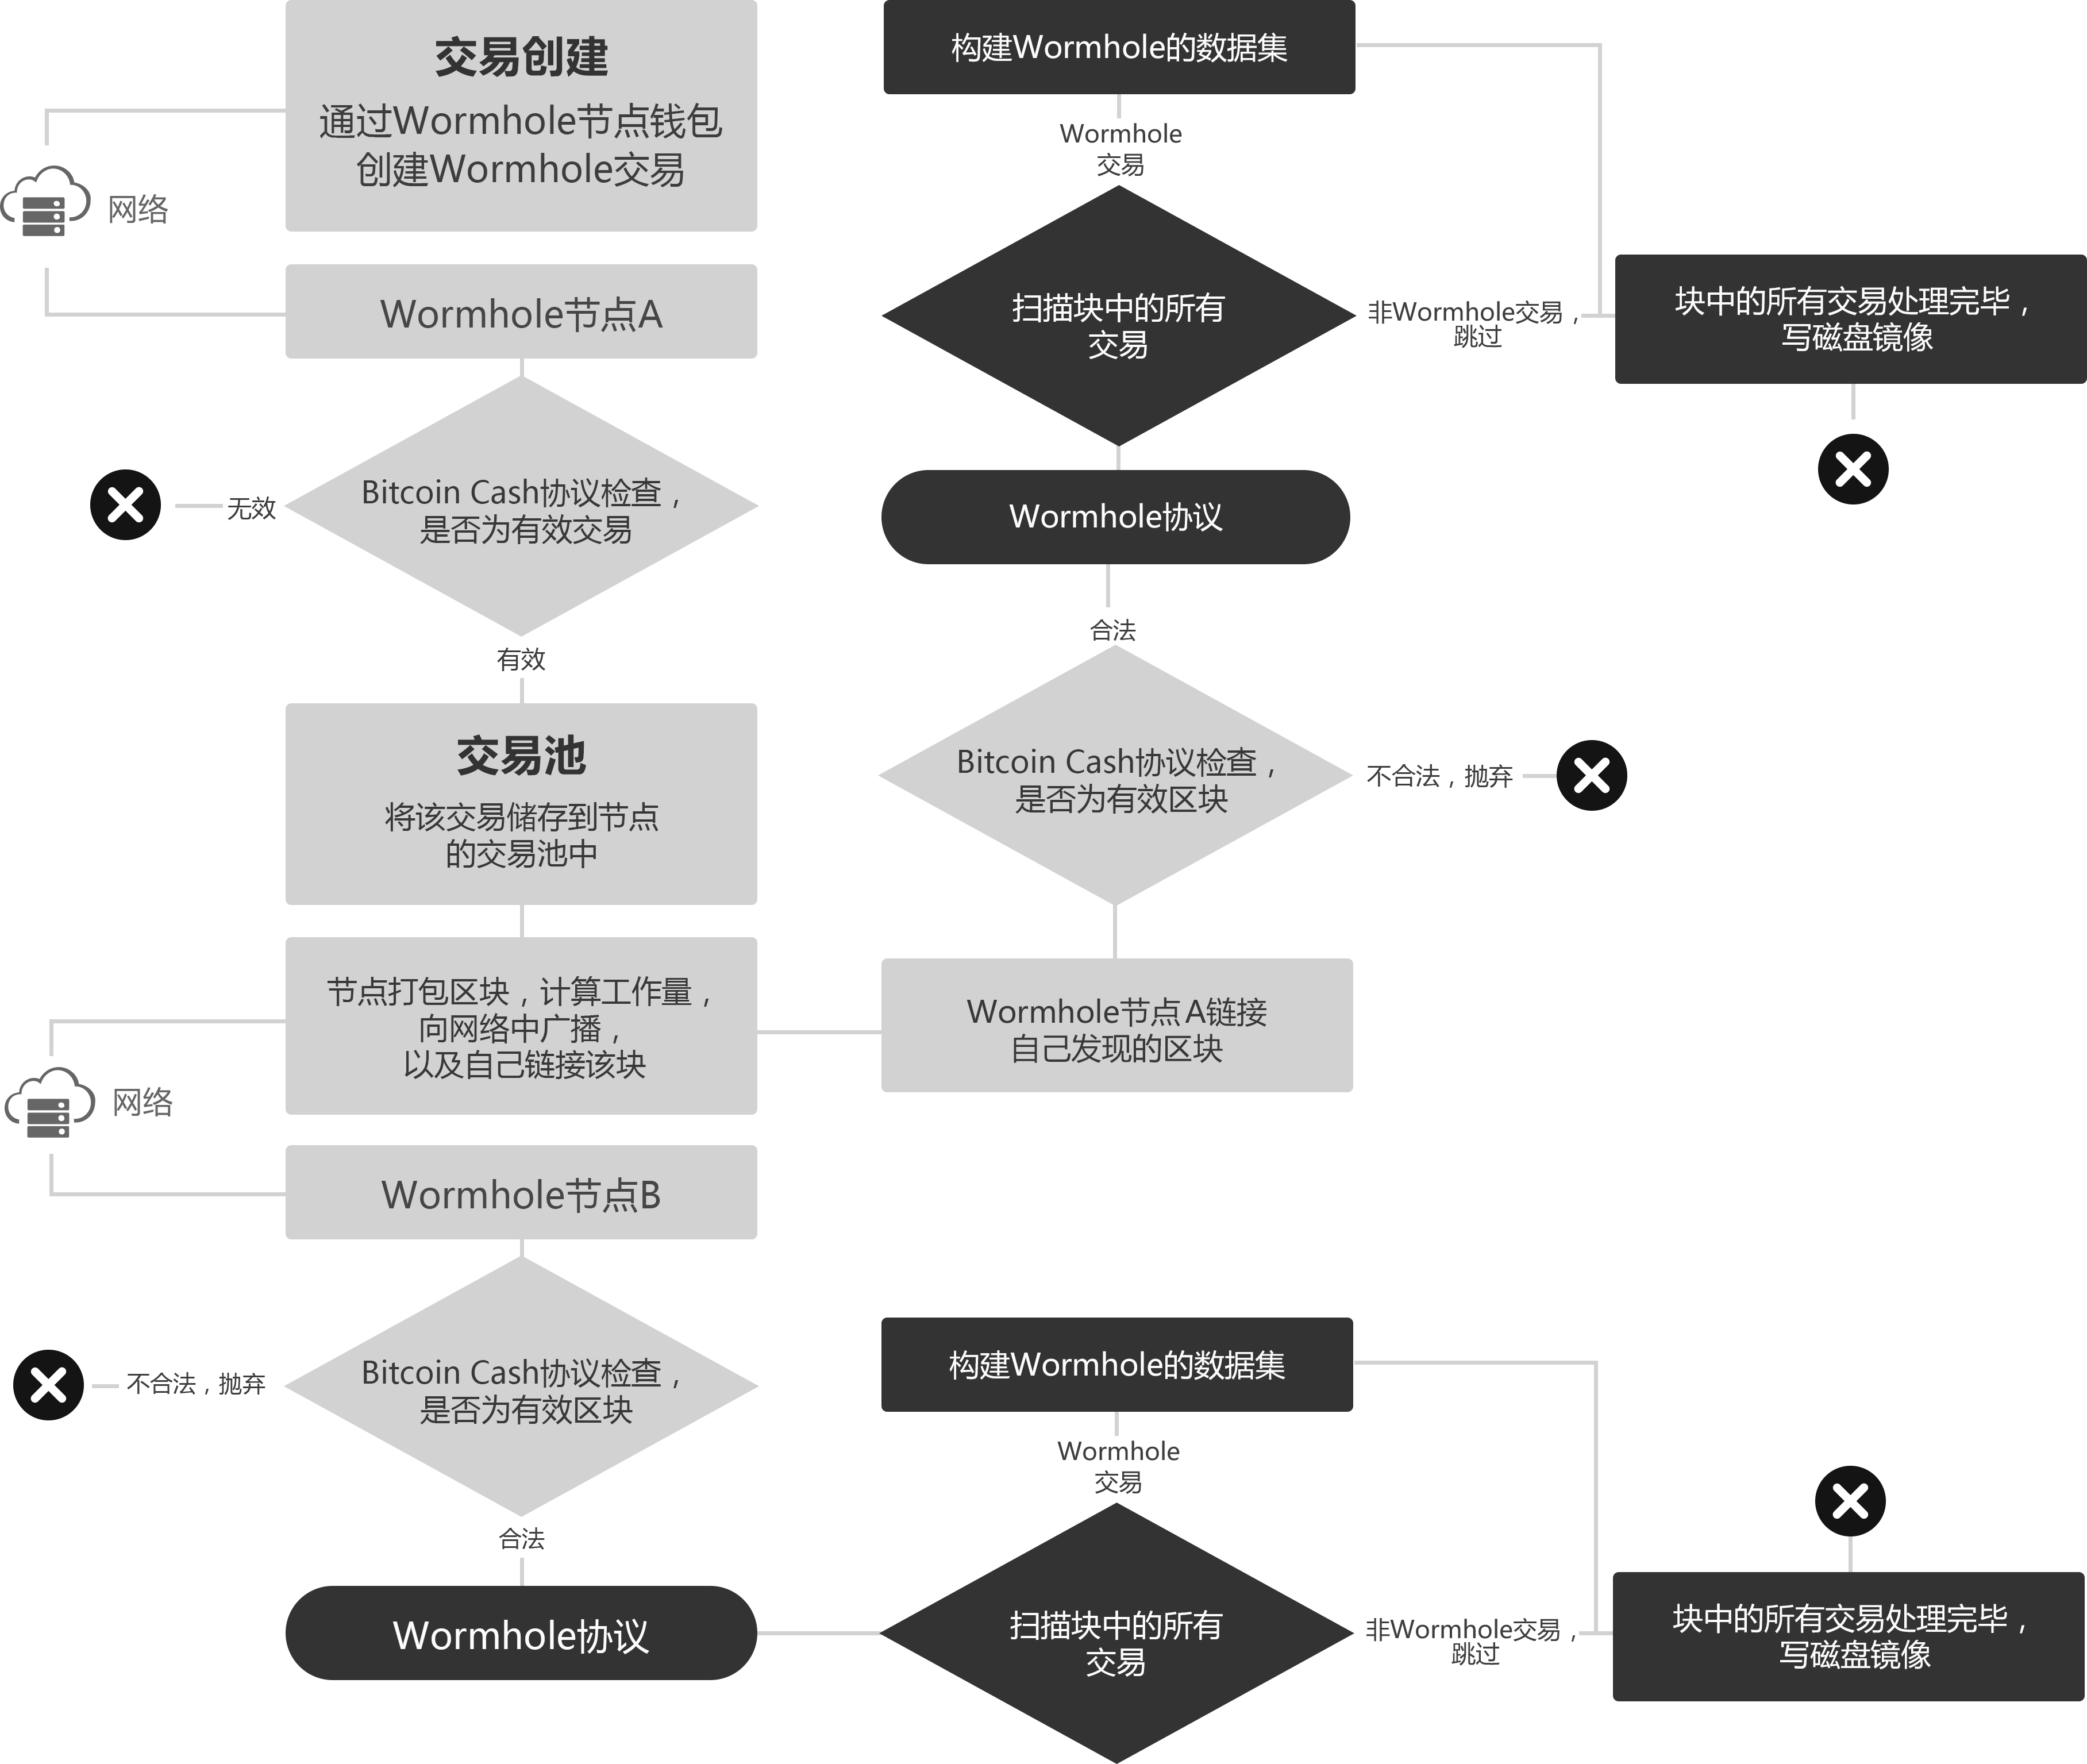 交易创建
通过Wormhole节点钱包
创建Wormhole交易
网络
Wormhole节点A
Bitcoin Cash协议检查，
是否为有效交易
无效
有效
交易池
将该交易储存到节点
的交易池中
节点打包区块，计算工作量，
向网络中广播，
以及自己链接该块
网络
Wormhole节点B
Bitcoin Cash协议检查，
是否为有效区块
不合法，抛弃
合法
Wormhole协议
构建Wormhole的数据集
Wormhole
交易
扫描块中的所有
交易
非Wormhole交易，
跳过
块中的所有交易处理完毕，
写磁盘镜像
Wormhole协议
合法
Bitcoin Cash协议检查，
是否为有效区块
不合法，抛弃
Wormhole节点A链接
自己发现的区块
构建Wormhole的数据集
Wormhole
交易
扫描块中的所有
交易
非Wormhole交易，
跳过
块中的所有交易处理完毕，
写磁盘镜像